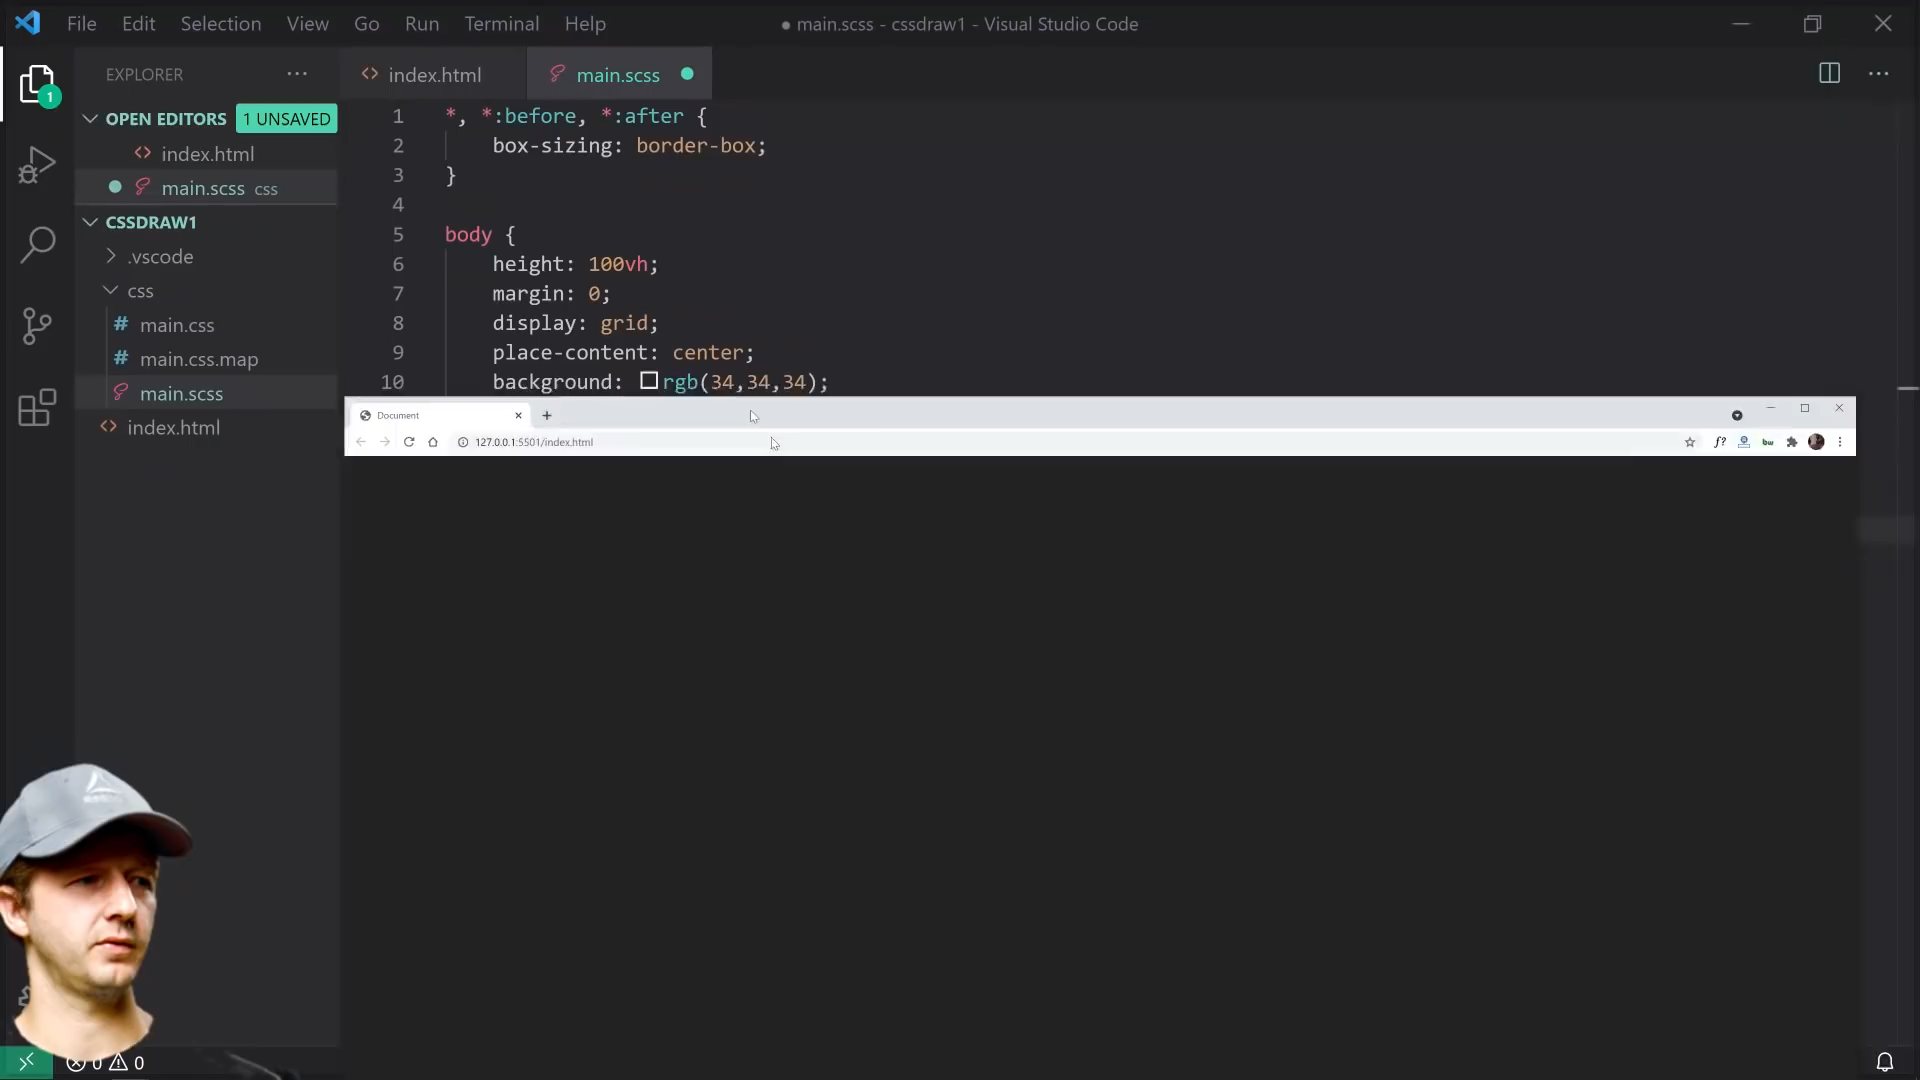 File Edit Selection View Go Run Terminal Help
● main.scss - cssdraw1 - Visual Studio Code
EXPLORER
OPEN EDITORS 1 UNSAVED
index.html
main.scss css
CSSDRAW1
.vscode
css
main.css
main.css.map
main.scss
index.html
1
index.html
main.scss
1 *, *:before, *:after {
2 box-sizing: border-box;
3 }
4
5 body {
6 height: 100vh;
7 margin: 0;
8 display: grid;
9 place-content: center;
10 background: rgb(34,34,34);
Document
127.0.0.1:5501/index.html
f?
bw
0 0